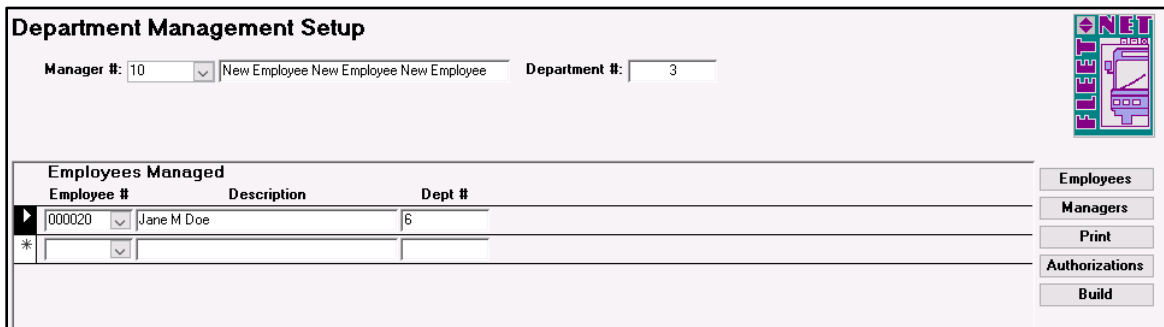 Department Management Setup
Manager #: 10 New Employee New Employee New Employee Department #: 3
FLEET NET
Employees Managed
Employee # Description Dept #
000020 Jane M Doe 6
*
Employees
Managers
Print
Authorizations
Build